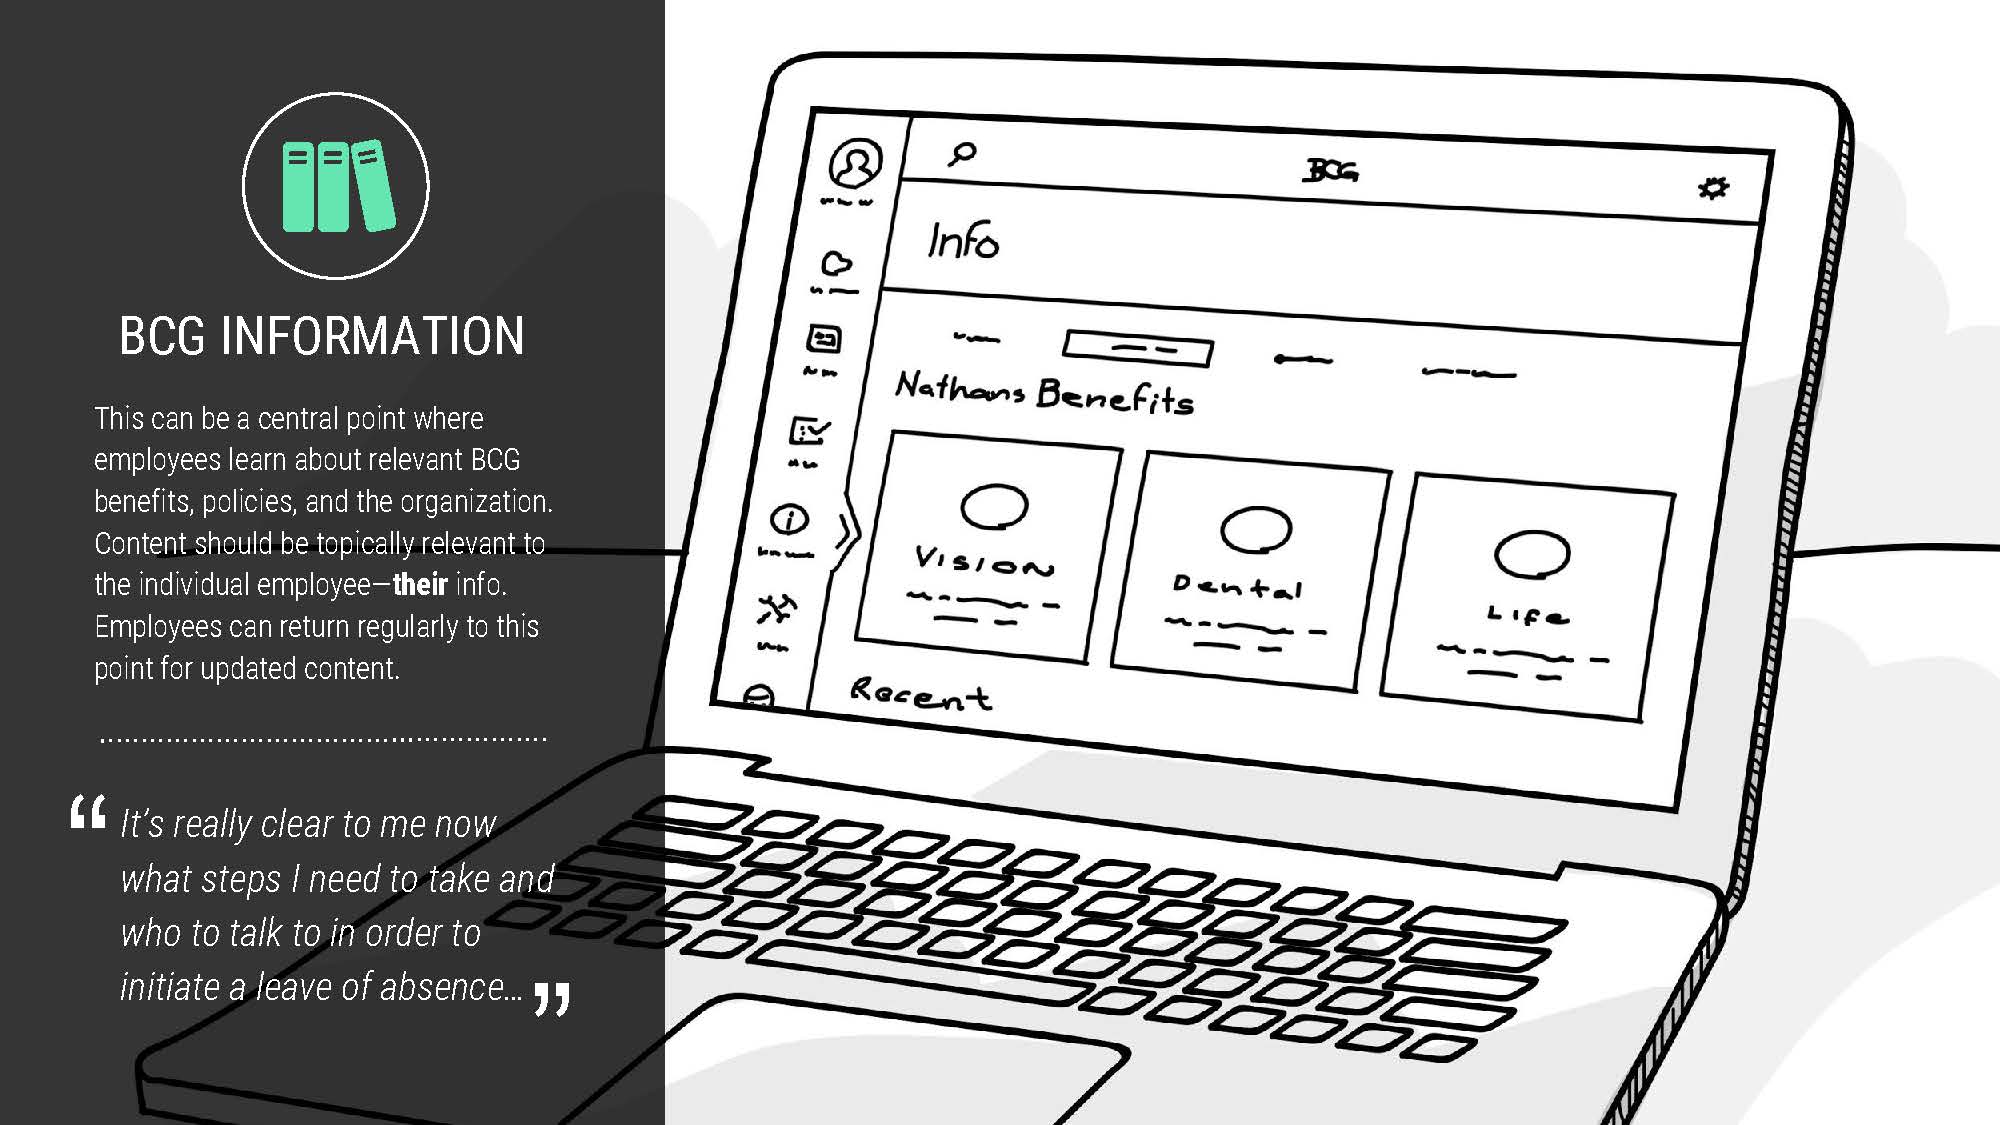 BCG INFORMATION
This can be a central point where
employees learn about relevant BCG
benefits, policies, and the organization.
Content should be topically relevant to
the individual employee—their info.
Employees can return regularly to this
point for updated content.
“It’s really clear to me now
what steps I need to take and
who to talk to in order to
initiate a leave of absence...”
BCG
Info
Nathans Benefits
Vision
Dental
Life
Recent